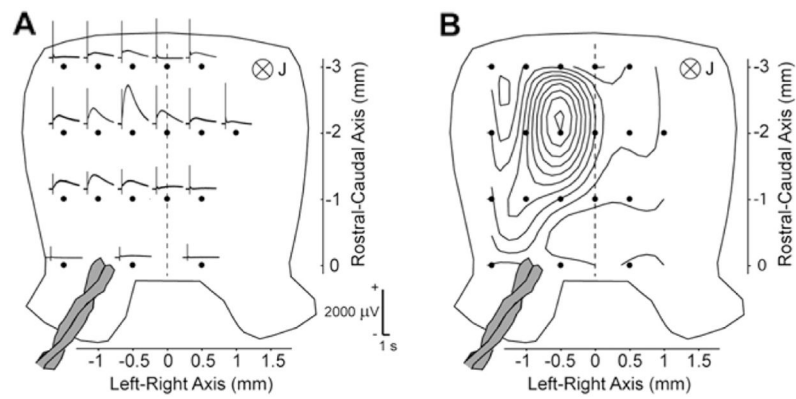 A
B
J
J
-3
-2
-1
0
Rostral-Caudal Axis (mm)
-3
-2
-1
0
Rostral-Caudal Axis (mm)
+
2000 µV
-
1 s
-1 -0.5 0 0.5 1 1.5
Left-Right Axis (mm)
-1 -0.5 0 0.5 1 1.5
Left-Right Axis (mm)